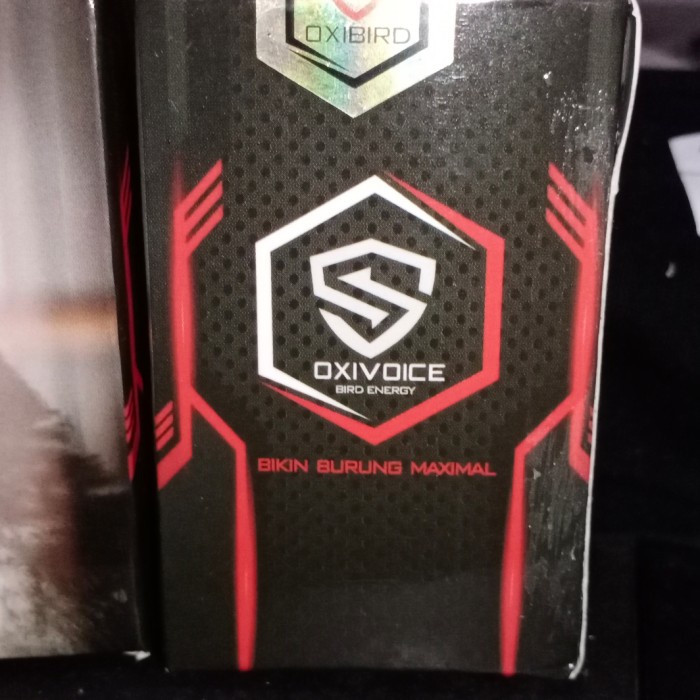 OXIBIRD
OXIVOICE
BIRD ENERGY
BIKIN BURUNG MAXIMAL